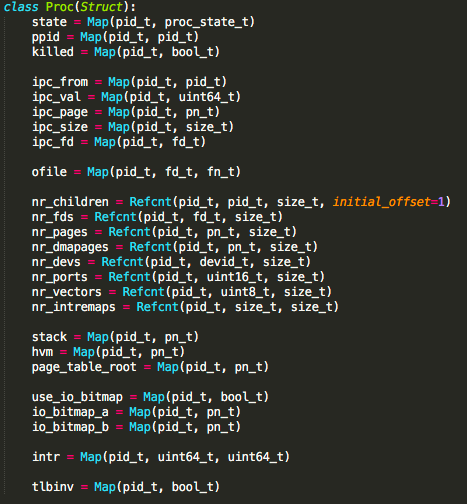 class Proc(Struct):
state = Map(pid_t, proc_state_t)
ppid = Map(pid_t, pid_t)
killed = Map(pid_t, bool_t)
ipc_from = Map(pid_t, pid_t)
ipc_val = Map(pid_t, uint64_t)
ipc_page = Map(pid_t, pn_t)
ipc_size = Map(pid_t, size_t)
ipc_fd = Map(pid_t, fd_t)
ofile = Map(pid_t, fd_t, fn_t)
nr_children = Refcnt(pid_t, pid_t, size_t, initial_offset=1)
nr_fds = Refcnt(pid_t, fd_t, size_t)
nr_pages = Refcnt(pid_t, pn_t, size_t)
nr_dmapages = Refcnt(pid_t, pn_t, size_t)
nr_devs = Refcnt(pid_t, devid_t, size_t)
nr_ports = Refcnt(pid_t, uint16_t, size_t)
nr_vectors = Refcnt(pid_t, uint8_t, size_t)
nr_intremaps = Refcnt(pid_t, size_t, size_t)
stack = Map(pid_t, pn_t)
hvm = Map(pid_t, pn_t)
page_table_root = Map(pid_t, pn_t)
use_io_bitmap = Map(pid_t, bool_t)
io_bitmap_a = Map(pid_t, pn_t)
io_bitmap_b = Map(pid_t, pn_t)
intr = Map(pid_t, uint64_t, uint64_t)
tlbinv = Map(pid_t, bool_t)